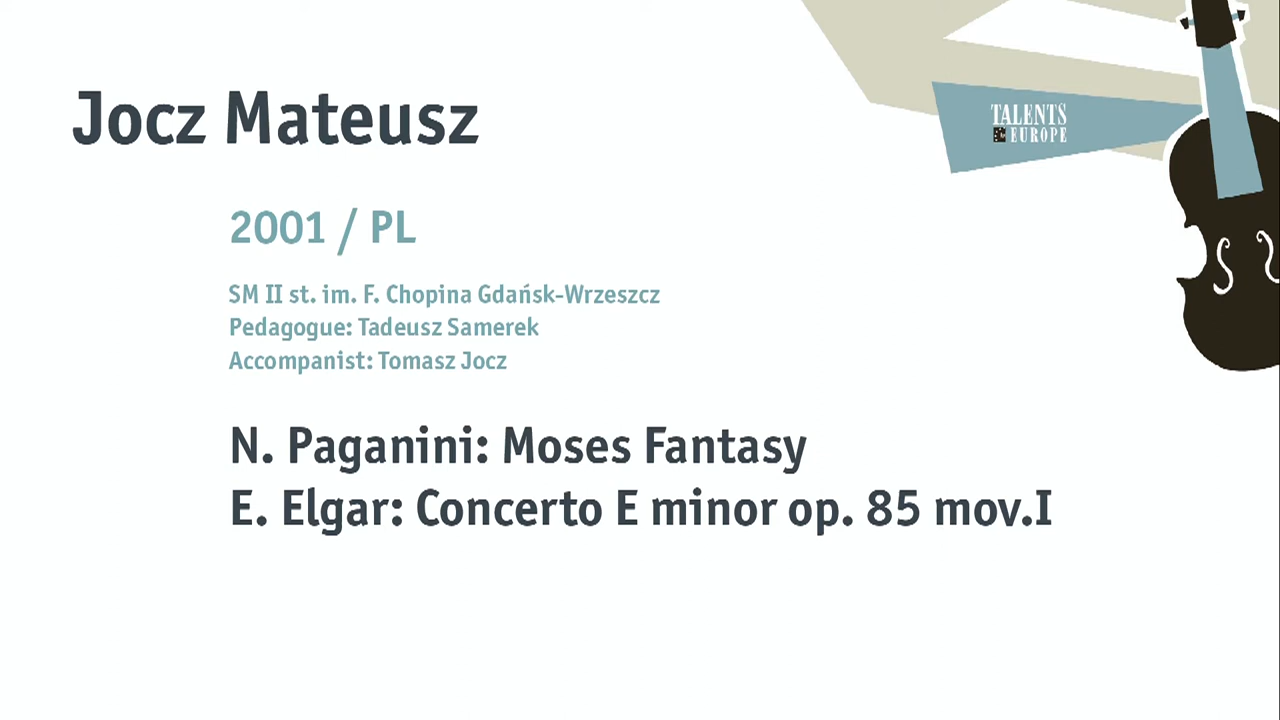 Jocz Mateusz
TALENTS
EUROPE
2001 / PL
SM II st. im. F. Chopina Gdańsk-Wrzeszcz
Pedagogue: Tadeusz Samerek
Accompanist: Tomasz Jocz
N. Paganini: Moses Fantasy
E. Elgar: Concerto E minor op. 85 mov.I